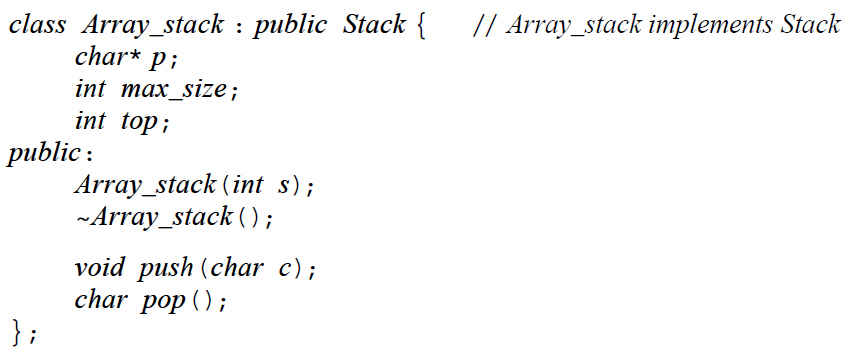 class Array_stack : public Stack { // Array_stack implements Stack
char* p;
int max_size;
int top;
public:
Array_stack(int s);
~Array_stack();
void push(char c);
char pop();
};